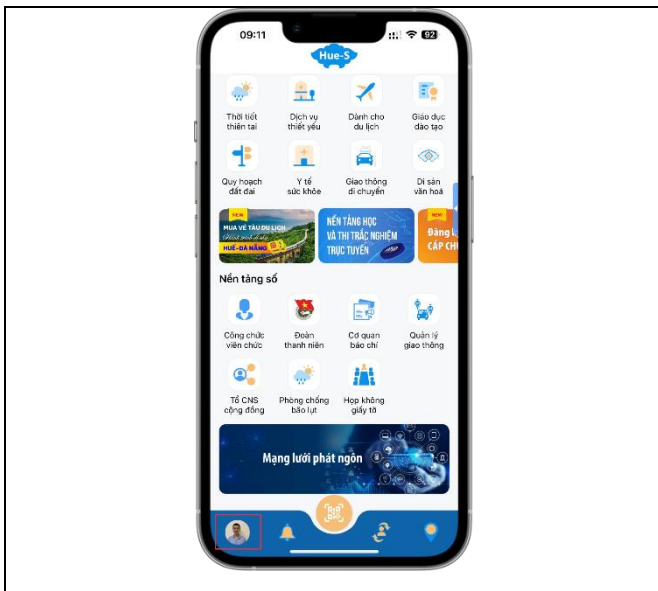 09:11
92
Hue-S
Thời tiết
thiên tai
Dịch vụ
thiết yếu
Dành cho
du lịch
Giáo dục
đào tạo
Quy hoạch
đất đai
Y tế
sức khỏe
Giao thông
di chuyển
Di sản
văn hoá
NEW
MUA VÉ TÀU DU LỊCH
HUẾ-ĐÀ NẴNG
NỀN TẢNG HỌC
VÀ THI TRẮC NGHIỆM
TRỰC TUYẾN
NEW
Đăng
CẤP
Nền tảng số
Công chức
viên chức
Đoàn
thanh niên
Cơ quan
báo chí
Quản lý
giao thông
Tổ CNS
cộng đồng
Phòng chống
bão lụt
Họp không
giấy tờ
Mạng lưới phát ngôn